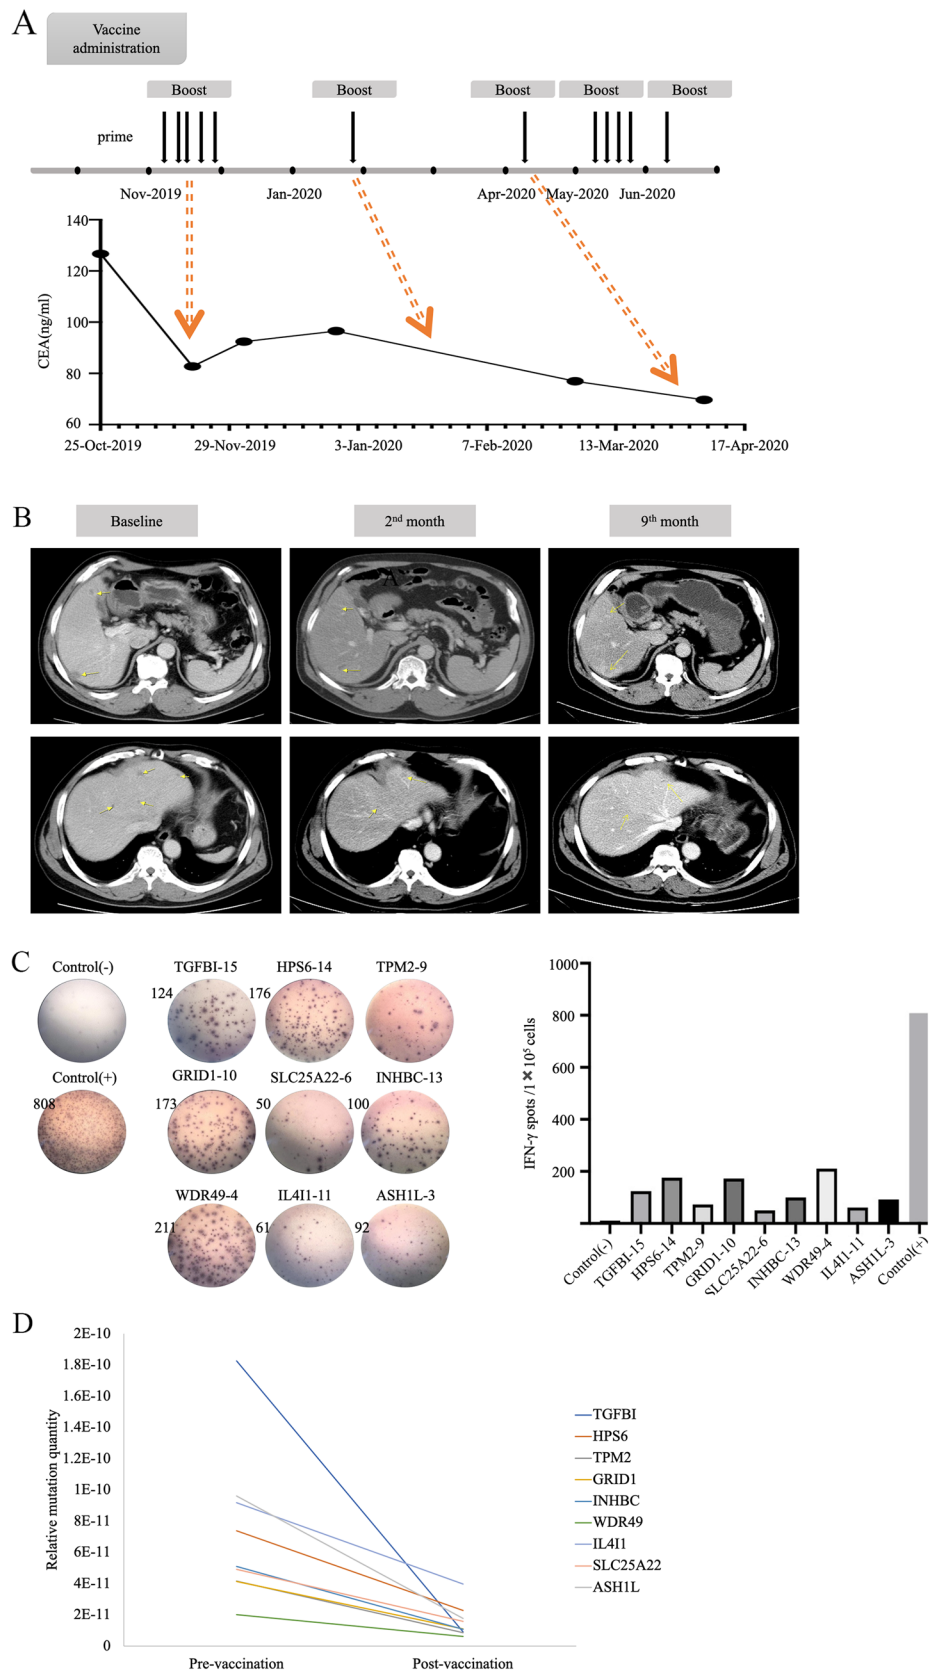 A
Vaccine
administration
Boost Boost Boost Boost Boost
prime
Nov-2019 Jan-2020 Apr-2020 May-2020 Jun-2020
CEA(ng/ml)
140
120
100
80
60
25-Oct-2019 29-Nov-2019 3-Jan-2020 7-Feb-2020 13-Mar-2020 17-Apr-2020
B
Baseline 2nd month 9th month
C
Control(-) TGFBI-15 HPS6-14 TPM2-9
124 176
Control(+) GRID1-10 SLC25A22-6 INHBC-13
808 173 50 100
WDR49-4 IL4I1-11 ASH1L-3
211 61 92
IFN-γ spots /1×10⁵ cells
1000
800
600
400
200
Control(-) TGFBI-15 HPS6-14 TPM2-9 GRID1-10 SLC25A22-6 INHBC-13 WDR49-4 IL4I1-11 ASH1L-3 Control(+)
D
Relative mutation quantity
2E-10
1.8E-10
1.6E-10
1.4E-10
1.2E-10
1E-10
8E-11
6E-11
4E-11
2E-11
0
Pre-vaccination Post-vaccination
TGFBI
HPS6
TPM2
GRID1
INHBC
WDR49
IL4I1
SLC25A22
ASH1L